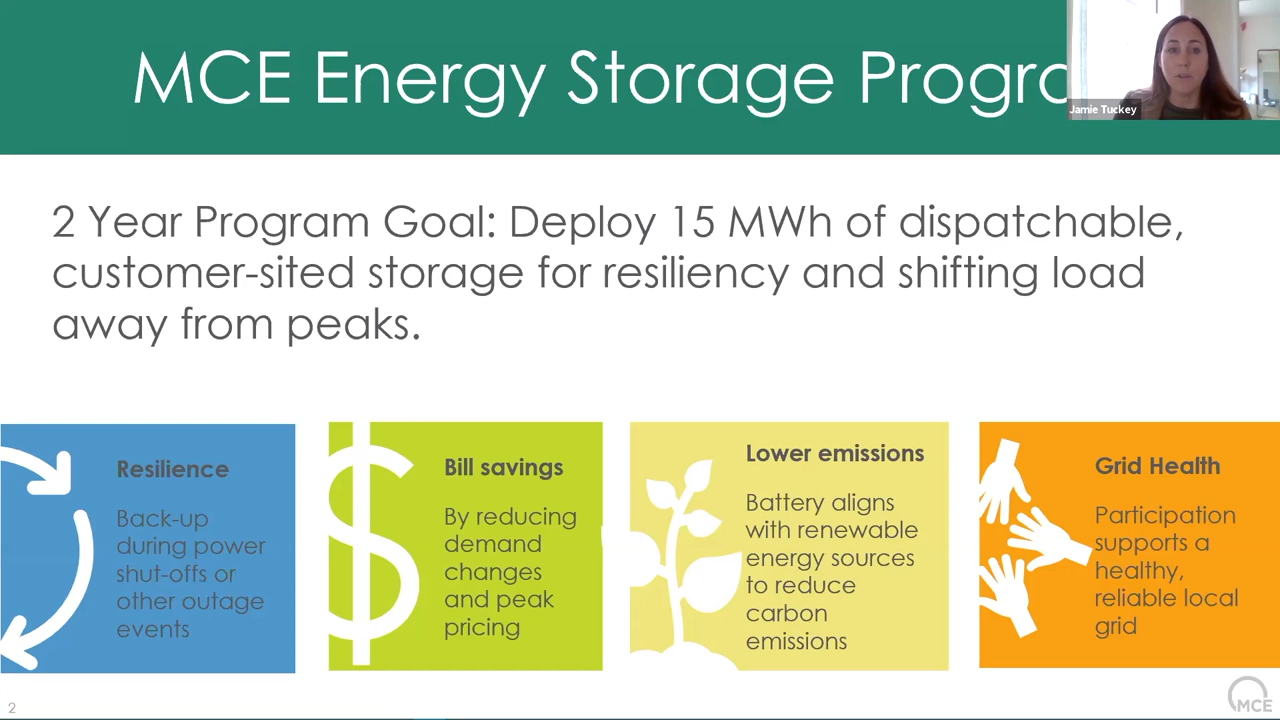 MCE Energy Storage Progra
Jamie Tuckey
2 Year Program Goal: Deploy 15 MWh of dispatchable,
customer-sited storage for resiliency and shifting load
away from peaks.
Resilience
Back-up
during power
shut-offs or
other outage
events
Bill savings
By reducing
demand
changes
and peak
pricing
Lower emissions
Battery aligns
with renewable
energy sources
to reduce
carbon
emissions
Grid Health
Participation
supports a
healthy,
reliable local
grid
2
MCE